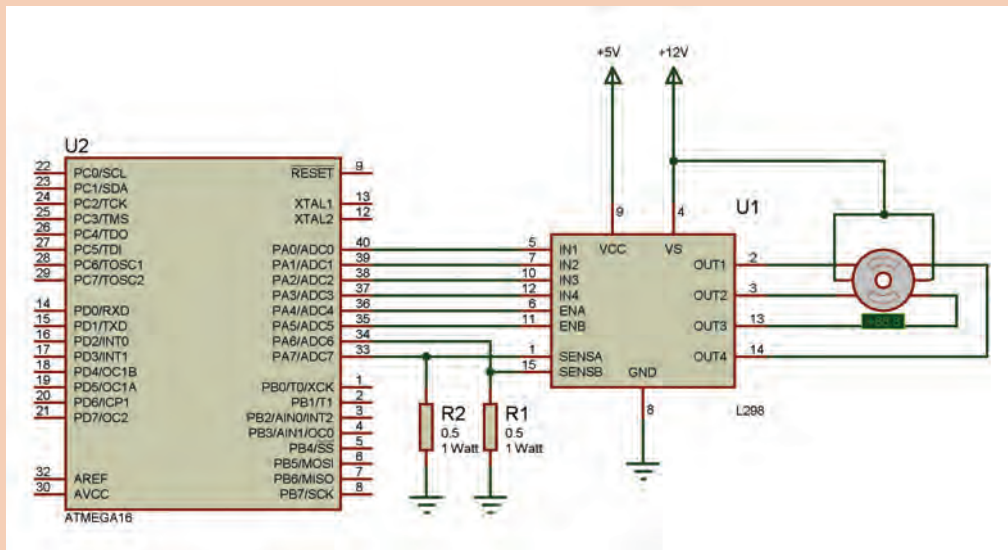 +5V
+12V
U2
22 PC0/SCL
23 PC1/SDA
24 PC2/TCK
25 PC3/TMS
26 PC4/TDO
27 PC5/TDI
28 PC6/TOSC1
29 PC7/TOSC2
14 PD0/RXD
15 PD1/TXD
16 PD2/INT0
17 PD3/INT1
18 PD4/OC1B
19 PD5/OC1A
20 PD6/ICP1
21 PD7/OC2
32 AREF
30 AVCC
RESET 9
XTAL1 13
XTAL2 12
PA0/ADC0 40
PA1/ADC1 39
PA2/ADC2 38
PA3/ADC3 37
PA4/ADC4 36
PA5/ADC5 35
PA6/ADC6 34
PA7/ADC7 33
PB0/T0/XCK 1
PB1/T1 2
PB2/AIN0/INT2 3
PB3/AIN1/OC0 4
PB4/SS 5
PB5/MOSI 6
PB6/MISO 7
PB7/SCK 8
ATMEGA16
R2
0.5
1 Watt
R1
0.5
1 Watt
U1
9 VCC
4 VS
5 IN1
7 IN2
10 IN3
12 IN4
6 ENA
11 ENB
1 SENSA
15 SENSB
OUT1 2
OUT2 3
OUT3 13
OUT4 14
GND
8
L298